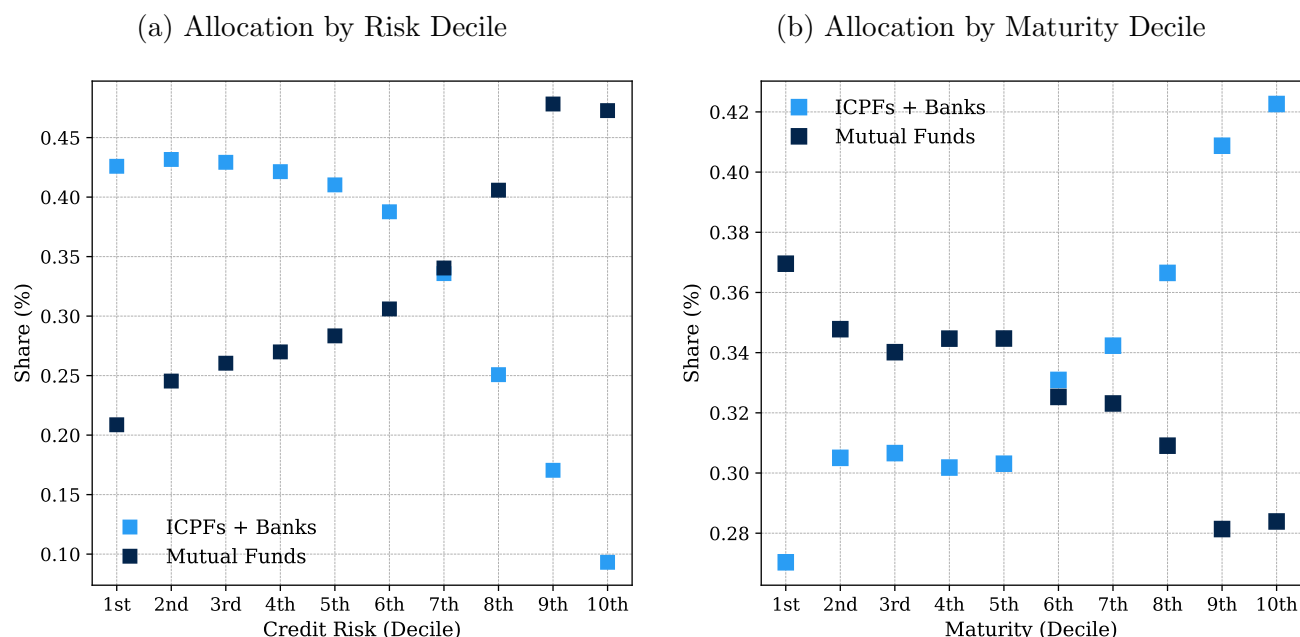 (a) Allocation by Risk Decile
Share (%)
0.45
0.40
0.35
0.30
0.25
0.20
0.15
0.10
ICPFs + Banks
Mutual Funds
1st 2nd 3rd 4th 5th 6th 7th 8th 9th 10th
Credit Risk (Decile)
(b) Allocation by Maturity Decile
Share (%)
0.42
0.40
0.38
0.36
0.34
0.32
0.30
0.28
ICPFs + Banks
Mutual Funds
1st 2nd 3rd 4th 5th 6th 7th 8th 9th 10th
Maturity (Decile)